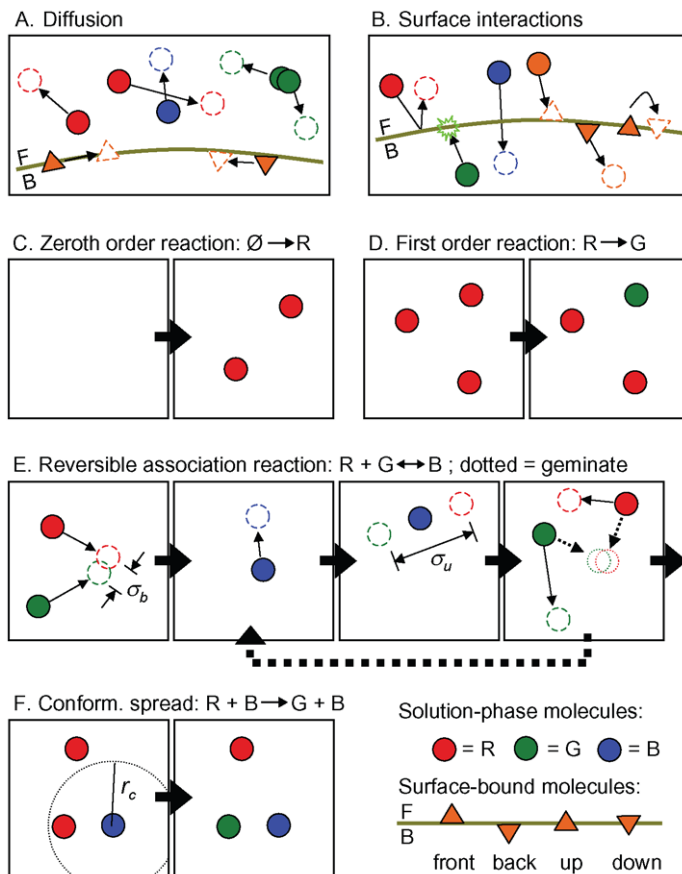 A. Diffusion
B. Surface interactions
F
B
F
B
C. Zeroth order reaction: Ø→R
D. First order reaction: R→G
E. Reversible association reaction: R + G↔B ; dotted = geminate
σb
σu
F. Conform. spread: R + B→G + B
rc
Solution-phase molecules:
= R = G = B
Surface-bound molecules:
F
B
front back up down